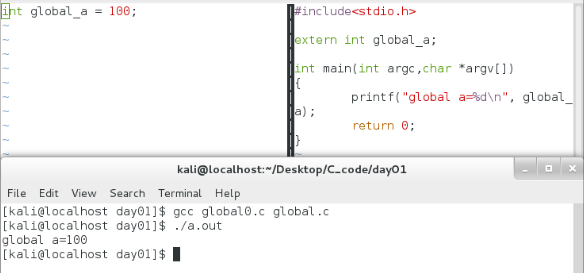 int global_a = 100;
~
~
~
~
~
~
~
~
~
#include<stdio.h>
extern int global_a;
int main(int argc,char *argv[])
{
printf("global a=%d\n", global_
a);
return 0;
}
~
kali@localhost:~/Desktop/C_code/day01
File Edit View Search Terminal Help
[kali@localhost day01]$ gcc global0.c global.c
[kali@localhost day01]$ ./a.out
global a=100
[kali@localhost day01]$